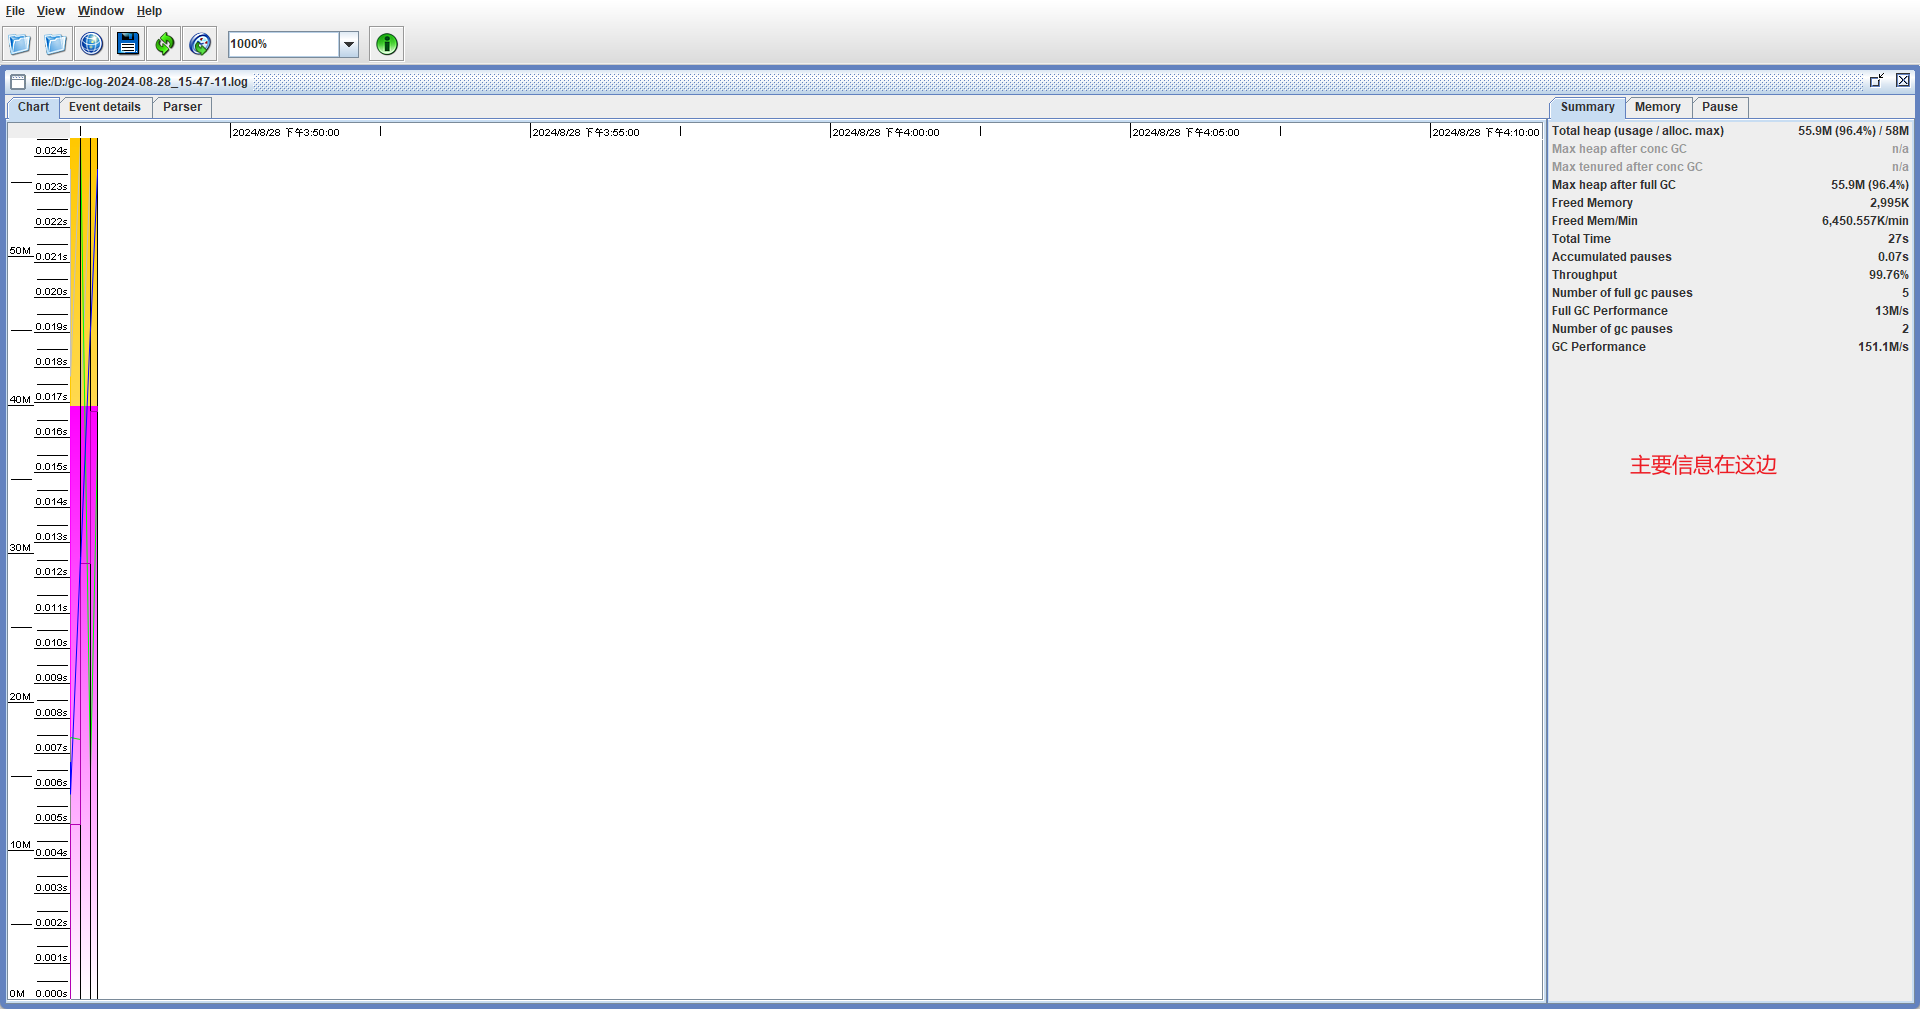 File View Window Help
1000%
file:/D:/gc-log-2024-08-28_15-47-11.log
Chart Event details Parser
2024/8/28 下午3:50:00 2024/8/28 下午3:55:00 2024/8/28 下午4:00:00 2024/8/28 下午4:05:00 2024/8/28 下午4:10:00
0.024s
0.023s
0.022s
50M 0.021s
0.020s
0.019s
0.018s
40M 0.017s
0.016s
0.015s
0.014s
0.013s
30M 0.012s
0.011s
0.010s
0.009s
20M 0.008s
0.007s
0.006s
0.005s
10M 0.004s
0.003s
0.002s
0.001s
0M 0.000s
Summary Memory Pause
Total heap (usage / alloc. max) 55.9M (96.4%) / 58M
Max heap after conc GC n/a
Max tenured after conc GC n/a
Max heap after full GC 55.9M (96.4%)
Freed Memory 2,995K
Freed Mem/Min 6,450.557K/min
Total Time 27s
Accumulated pauses 0.07s
Throughput 99.76%
Number of full gc pauses 5
Full GC Performance 13M/s
Number of gc pauses 2
GC Performance 151.1M/s
主要信息在这边